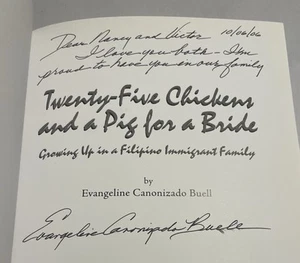 10/06/06
Dear Nancy and Victor
I love you both - I'm
proud to have you in our family
Twenty-Five Chickens
and a Pig for a Bride
Growing Up in a Filipino Immigrant Family
by
Evangeline Canonizado Buell
Evangeline Canonizado Buell